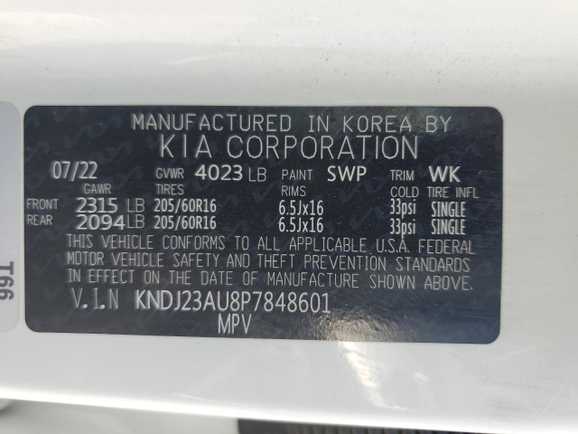 MANUFACTURED IN KOREA BY
KIA CORPORATION
07/22 GVWR 4023 LB PAINT SWP TRIM WK
GAWR TIRES RIMS COLD TIRE INFL
FRONT 2315 LB 205/60R16 6.5Jx16 33psi SINGLE
REAR 2094 LB 205/60R16 6.5Jx16 33psi SINGLE
THIS VEHICLE CONFORMS TO ALL APPLICABLE U.S.A. FEDERAL
MOTOR VEHICLE SAFETY AND THEFT PREVENTION STANDARDS
IN EFFECT ON THE DATE OF MANUFACTURE SHOWN ABOVE.
V.I.N KNDJ23AU8P7848601
MPV